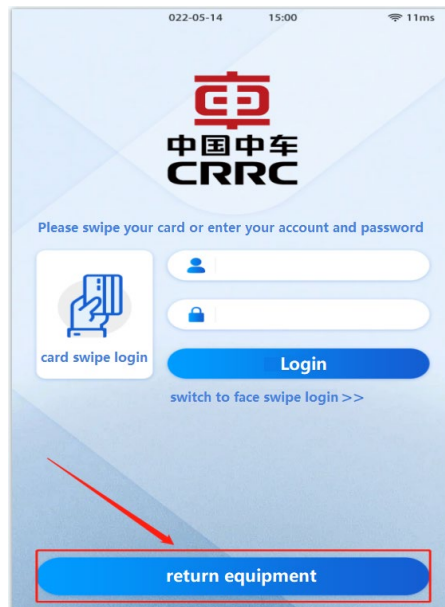 022-05-14 15:00 11ms
中国中车
CRRC
Please swipe your card or enter your account and password
card swipe login
Login
switch to face swipe login >>
return equipment